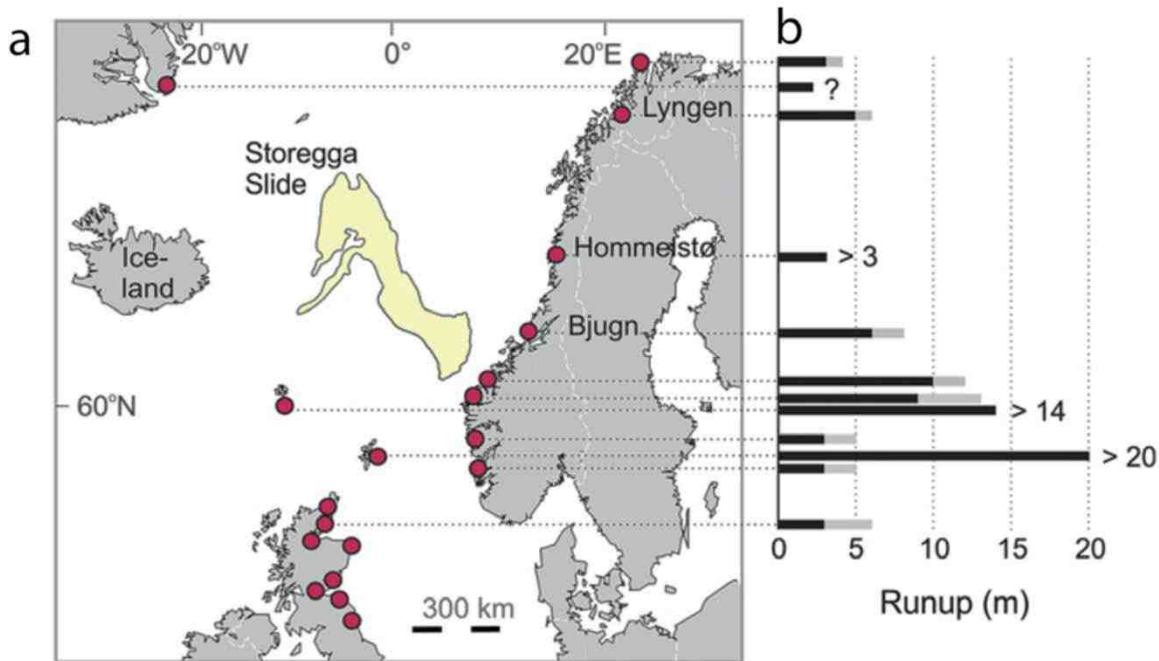 a
20°W
0°
20°E
Lyngen
Storegga
Slide
Ice-
land
Hommelstø
Bjugn
60°N
300 km
b
?
> 3
> 14
> 20
0 5 10 15 20
Runup (m)